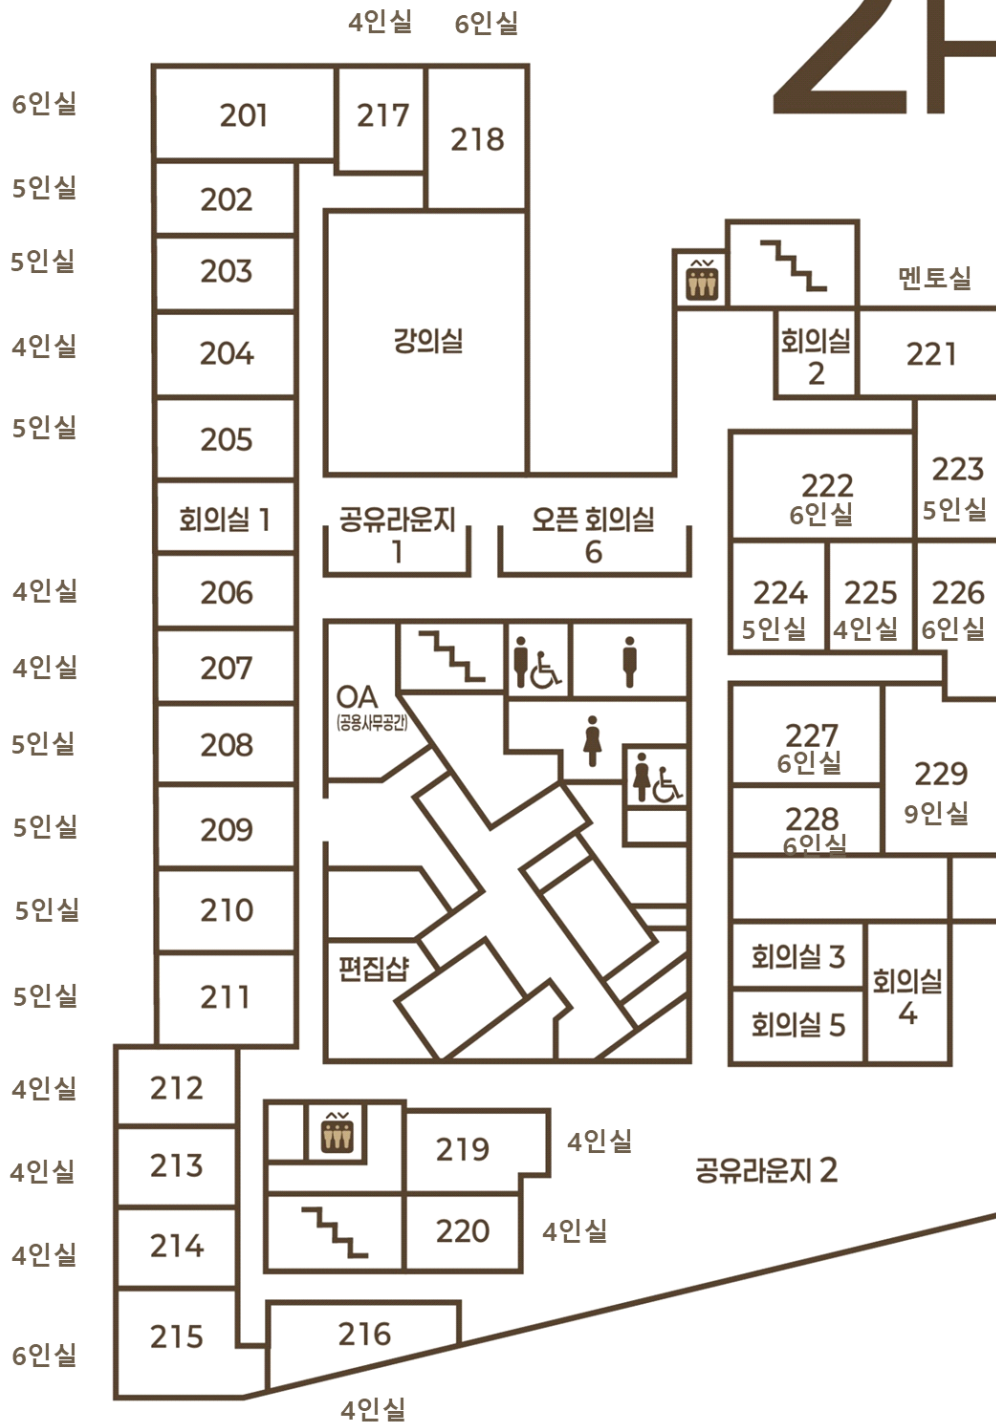 4인실 6인실
2F
6인실 201 217 218
5인실 202
5인실 203
멘토실
4인실 204 강의실 회의실
2 221
5인실 205
222
6인실
223
5인실
회의실 1 공유라운지
1
오픈 회의실
6
4인실 206
224
5인실
225
4인실
226
6인실
4인실 207
OA
(공용사무공간)
5인실 208
227
6인실
229
9인실
5인실 209
228
6인실
5인실 210
편집샵
회의실 3
회의실
4
5인실 211
회의실 5
4인실 212
4인실 213
219 4인실
공유라운지 2
4인실 214
220 4인실
6인실 215
216
4인실